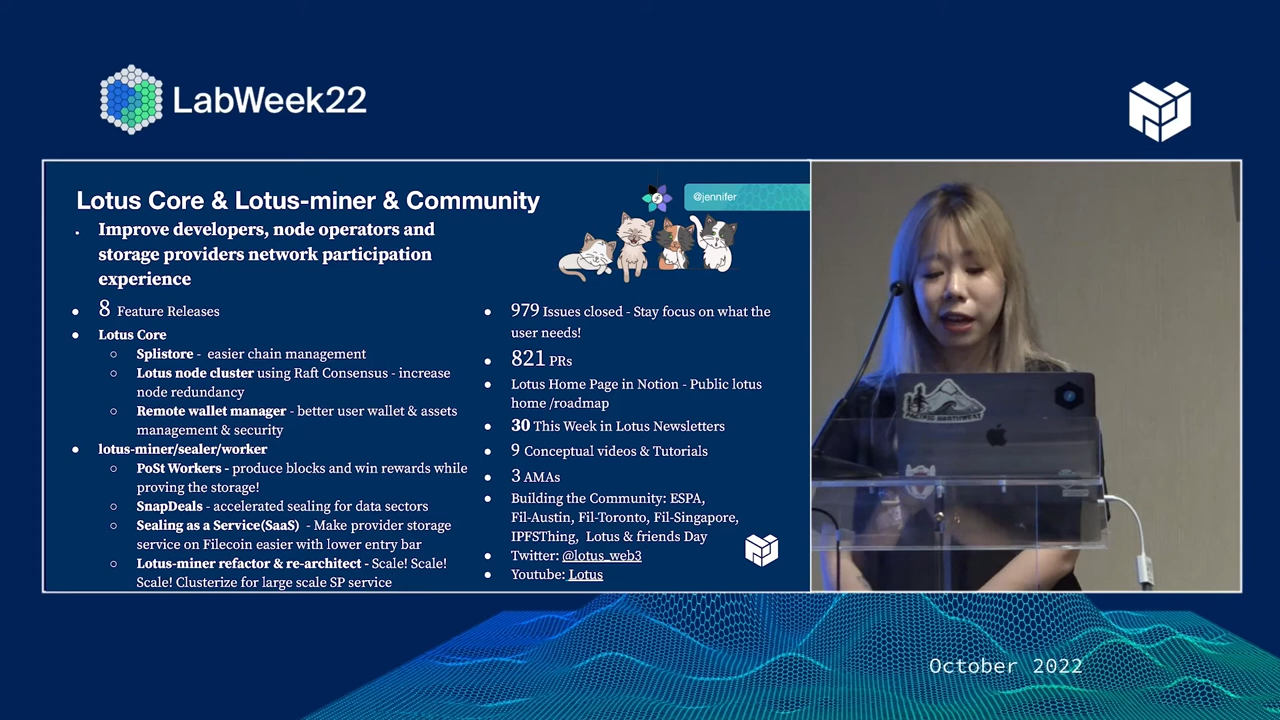 LabWeek22
Lotus Core & Lotus-miner & Community
@jennifer
Improve developers, node operators and
storage providers network participation
experience
8 Feature Releases
Lotus Core
Splistore - easier chain management
Lotus node cluster using Raft Consensus - increase
node redundancy
Remote wallet manager - better user wallet & assets
management & security
lotus-miner/sealer/worker
PoSt Workers - produce blocks and win rewards while
proving the storage!
SnapDeals - accelerated sealing for data sectors
Sealing as a Service(SaaS) - Make provider storage
service on Filecoin easier with lower entry bar
Lotus-miner refactor & re-architect - Scale! Scale!
Scale! Clusterize for large scale SP service
979 Issues closed - Stay focus on what the
user needs!
821 PRs
Lotus Home Page in Notion - Public lotus
home /roadmap
30 This Week in Lotus Newsletters
9 Conceptual videos & Tutorials
3 AMAs
Building the Community: ESPA,
Fil-Austin, Fil-Toronto, Fil-Singapore,
IPFSThing, Lotus & friends Day
Twitter: @lotus_web3
Youtube: Lotus
PACIFIC NORTHWEST
October 2022